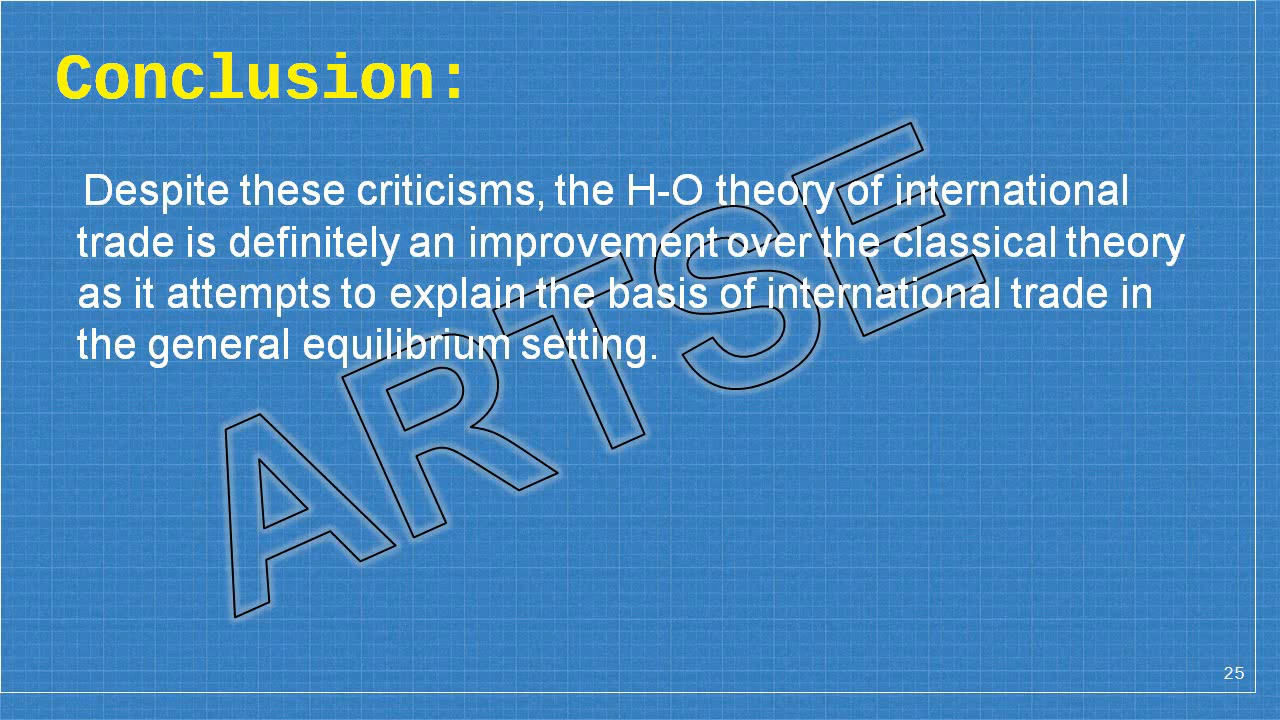 Conclusion:
Despite these criticisms, the H-O theory of international
trade is definitely an improvement over the classical theory
as it attempts to explain the basis of international trade in
the general equilibrium setting.
ARTSE
25